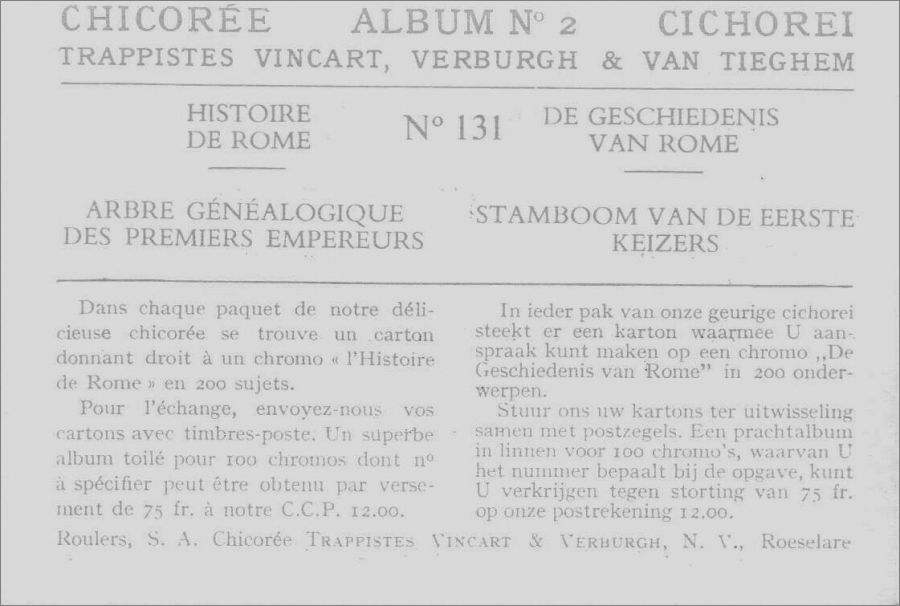 CHICORÉE ALBUM Nº 2 CICHOREI
TRAPPISTES VINCART, VERBURGH & VAN TIEGHEM
HISTOIRE
DE ROME
Nº 131
DE GESCHIEDENIS
VAN ROME
ARBRE GÉNÉALOGIQUE
DES PREMIERS EMPEREURS
STAMBOOM VAN DE EERSTE
KEIZERS
Dans chaque paquet de notre déli-
cieuse chicorée se trouve un carton
donnant droit à un chromo « l'Histoire
de Rome » en 200 sujets.
Pour l'échange, envoyez-nous vos
cartons avec timbres-poste. Un superbe
album toilé pour 100 chromos dont nº
à spécifier peut être obtenu par verse-
ment de 75 fr. à notre C.C.P. 12.00.
In ieder pak van onze geurige cichorei
steekt er een karton waarmee U aan-
spraak kunt maken op een chromo „De
Geschiedenis van Rome" in 200 onder-
werpen.
Stuur ons uw kartons ter uitwisseling
samen met postzegels. Een prachtalbum
in linnen voor 100 chromo's, waarvan U
het nummer bepaalt bij de opgave, kunt
U verkrijgen tegen storting van 75 fr.
op onze postrekening 12.00.
Roulers, S. A. Chicorée TRAPPISTES VINCART & VERBURGH, N. V., Roeselare